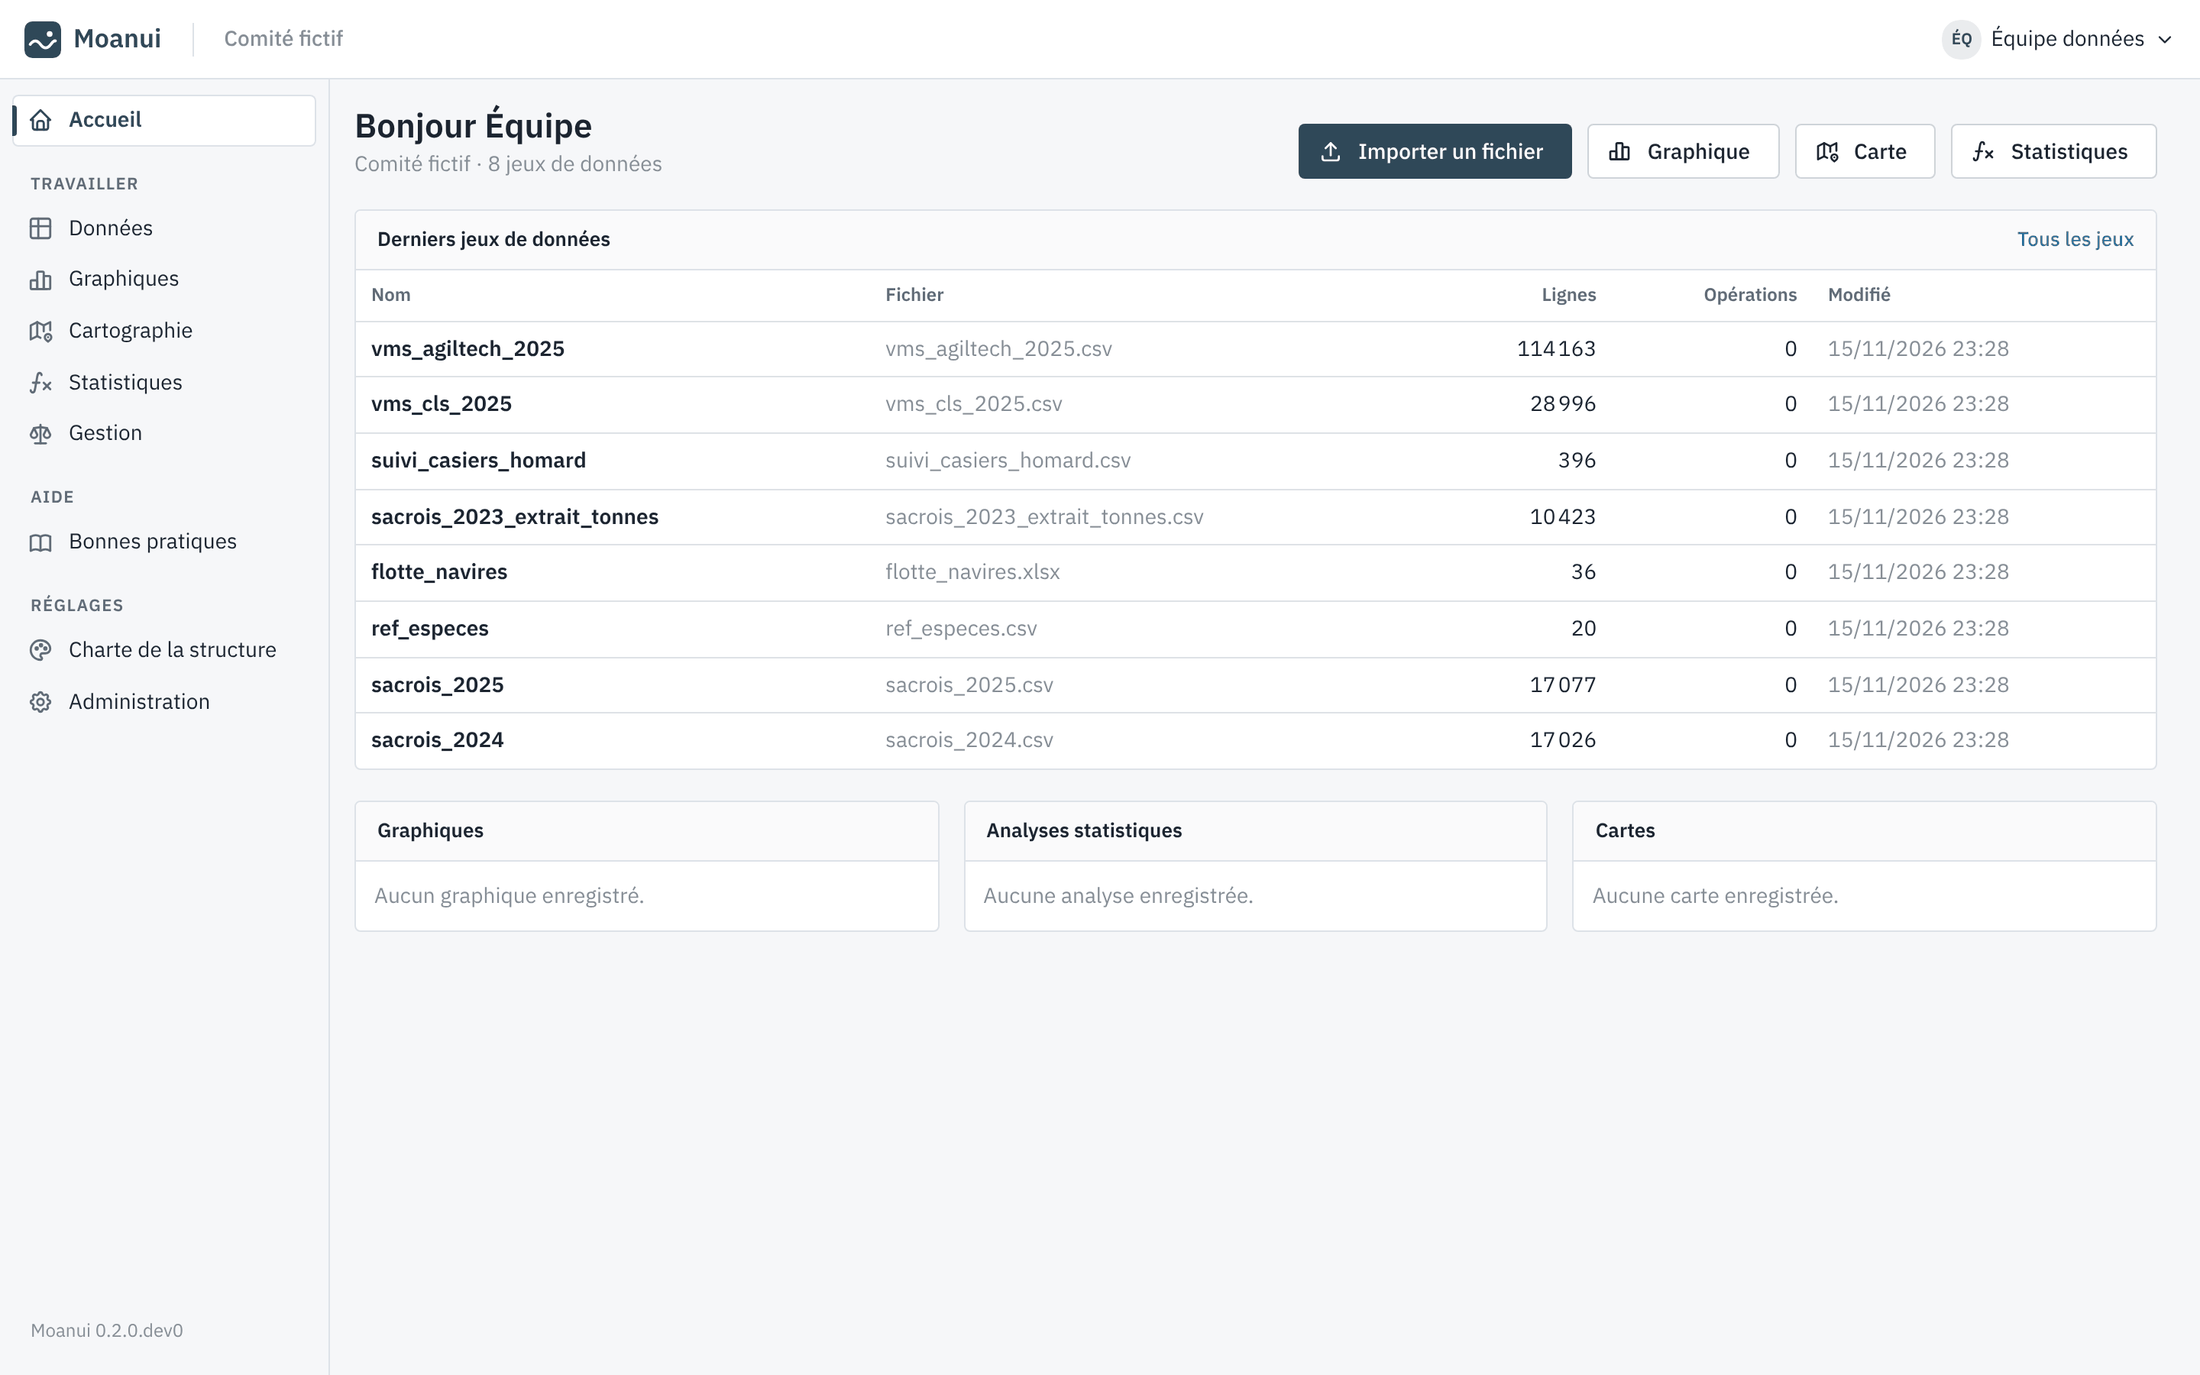 Moanui
Comité fictif
ÉQ Équipe données
Accueil
TRAVAILLER
Données
Graphiques
Cartographie
Statistiques
Gestion
AIDE
Bonnes pratiques
RÉGLAGES
Charte de la structure
Administration
Moanui 0.2.0.dev0
Bonjour Équipe
Comité fictif · 8 jeux de données
Importer un fichier
Graphique
Carte
Statistiques
Derniers jeux de données Tous les jeux
Nom Fichier Lignes Opérations Modifié
vms_agiltech_2025 vms_agiltech_2025.csv 114 163 0 15/11/2026 23:28
vms_cls_2025 vms_cls_2025.csv 28 996 0 15/11/2026 23:28
suivi_casiers_homard suivi_casiers_homard.csv 396 0 15/11/2026 23:28
sacrois_2023_extrait_tonnes sacrois_2023_extrait_tonnes.csv 10 423 0 15/11/2026 23:28
flotte_navires flotte_navires.xlsx 36 0 15/11/2026 23:28
ref_especes ref_especes.csv 20 0 15/11/2026 23:28
sacrois_2025 sacrois_2025.csv 17 077 0 15/11/2026 23:28
sacrois_2024 sacrois_2024.csv 17 026 0 15/11/2026 23:28
Graphiques
Aucun graphique enregistré.
Analyses statistiques
Aucune analyse enregistrée.
Cartes
Aucune carte enregistrée.